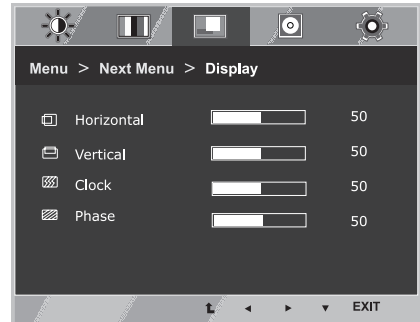 Menu > Next Menu > Display
Horizontal 50
Vertical 50
Clock 50
Phase 50
EXIT